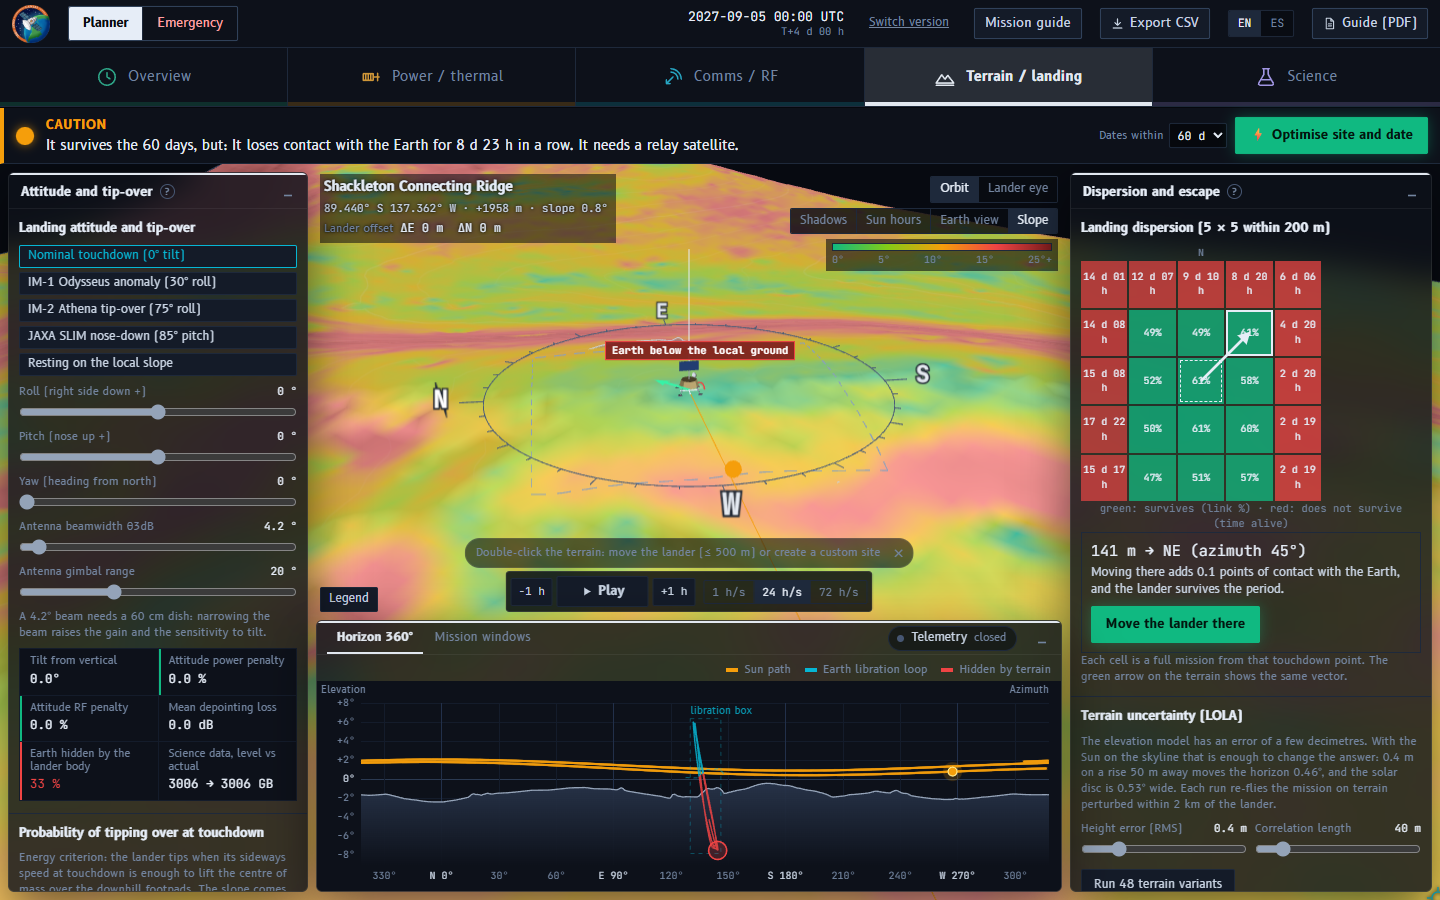 Planner
Emergency
2027-09-05 00:00 UTC
T+4 d 00 h
Switch version
Mission guide
Export CSV
EN
ES
Guide (PDF)
Overview
Power / thermal
Comms / RF
Terrain / landing
Science
CAUTION
It survives the 60 days, but: It loses contact with the Earth for 8 d 23 h in a row. It needs a relay satellite.
Dates within
60 d
Optimise site and date
Attitude and tip-over ?
Landing attitude and tip-over
Nominal touchdown (0° tilt)
IM-1 Odysseus anomaly (30° roll)
IM-2 Athena tip-over (75° roll)
JAXA SLIM nose-down (85° pitch)
Resting on the local slope
Roll (right side down +) 0 °
Pitch (nose up +) 0 °
Yaw (heading from north) 0 °
Antenna beamwidth θ3dB 4.2 °
Antenna gimbal range 20 °
A 4.2° beam needs a 60 cm dish: narrowing the
beam raises the gain and the sensitivity to tilt.
Tilt from vertical
0.0°
Attitude power penalty
0.0 %
Attitude RF penalty
0.0 %
Mean depointing loss
0.0 dB
Earth hidden by the
lander body
33 %
Science data, level vs
actual
3006 → 3006 GB
Probability of tipping over at touchdown
Energy criterion: the lander tips when its sideways
speed at touchdown is enough to lift the centre of
mass over the downhill footpads. The slope comes
Shackleton Connecting Ridge
89.440° S 137.362° W · +1958 m · slope 0.8°
Lander offset ΔE 0 m ΔN 0 m
Orbit
Lander eye
Shadows
Sun hours
Earth view
Slope
0° 5° 10° 15° 25°+
E
Earth below the local ground
N
S
W
Double-click the terrain: move the lander (≤ 500 m) or create a custom site ×
Legend
-1 h
Play
+1 h
1 h/s
24 h/s
72 h/s
Horizon 360°
Mission windows
Telemetry closed
Sun path
Earth libration loop
Hidden by terrain
Elevation
Azimuth
libration box
+8°
+6°
+4°
+2°
0°
-2°
-4°
-6°
-8°
330° N 0° 30° 60° E 90° 120° 150° S 180° 210° 240° W 270° 300°
Dispersion and escape ?
Landing dispersion (5 × 5 within 200 m)
N
14 d 01 h 12 d 07 h 9 d 10 h 8 d 20 h 6 d 06 h
14 d 08 h 49% 49% 61% 4 d 20 h
15 d 08 h 52% 61% 58% 2 d 20 h
17 d 22 h 50% 61% 60% 2 d 19 h
15 d 17 h 47% 51% 57% 2 d 19 h
green: survives (link %) · red: does not survive
(time alive)
141 m → NE (azimuth 45°)
Moving there adds 0.1 points of contact with the Earth,
and the lander survives the period.
Move the lander there
Each cell is a full mission from that touchdown point. The
green arrow on the terrain shows the same vector.
Terrain uncertainty (LOLA)
The elevation model has an error of a few decimetres. With the
Sun on the skyline that is enough to change the answer: 0.4 m
on a rise 50 m away moves the horizon 0.46°, and the solar
disc is 0.53° wide. Each run re-flies the mission on terrain
perturbed within 2 km of the lander.
Height error (RMS) 0.4 m
Correlation length 40 m
Run 48 terrain variants